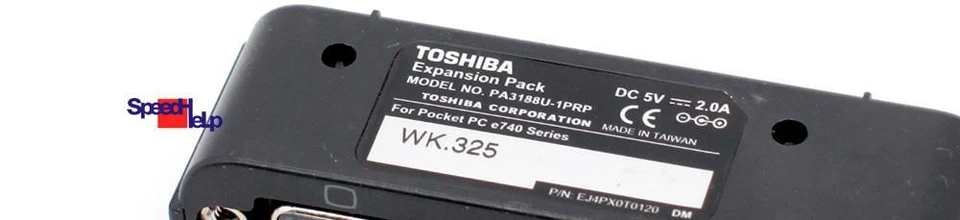 SpeedHelp
TOSHIBA
Expansion Pack
MODEL NO. PA3188U-1PRP
TOSHIBA CORPORATION
For Pocket PC e740 Series
DC 5V 2.0A
CE
MADE IN TAIWAN
WK.325
P/N: EJ4PX0T0120 DM